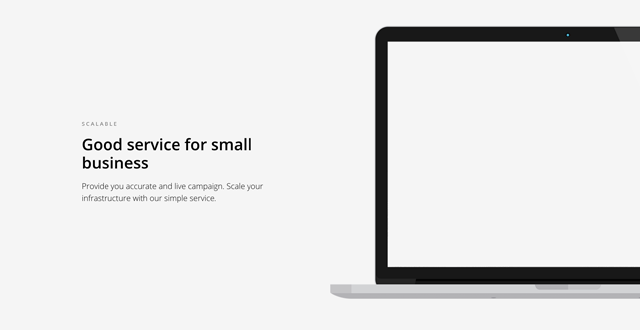 SCALABLE
Good service for small
business
Provide you accurate and live campaign. Scale your
infrastructure with our simple service.